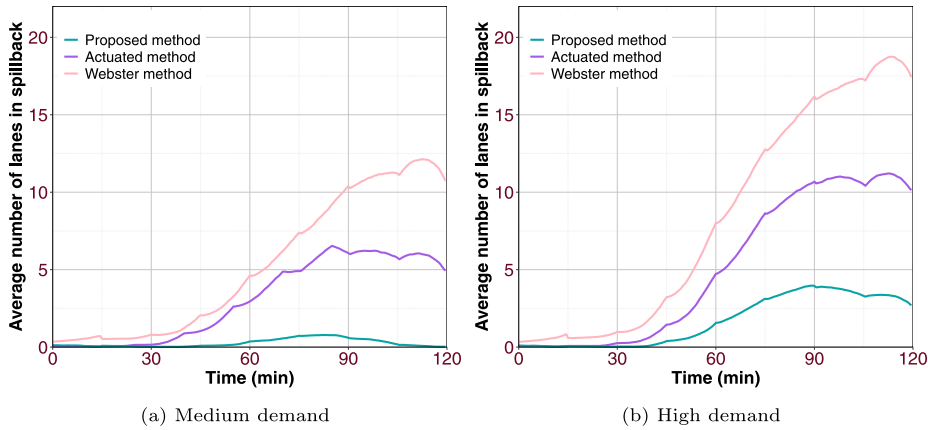 Average number of lanes in spillback
20
15
10
5
0
Proposed method
Actuated method
Webster method
0 30 60 90 120
Time (min)
(a) Medium demand
Average number of lanes in spillback
20
15
10
5
0
Proposed method
Actuated method
Webster method
0 30 60 90 120
Time (min)
(b) High demand